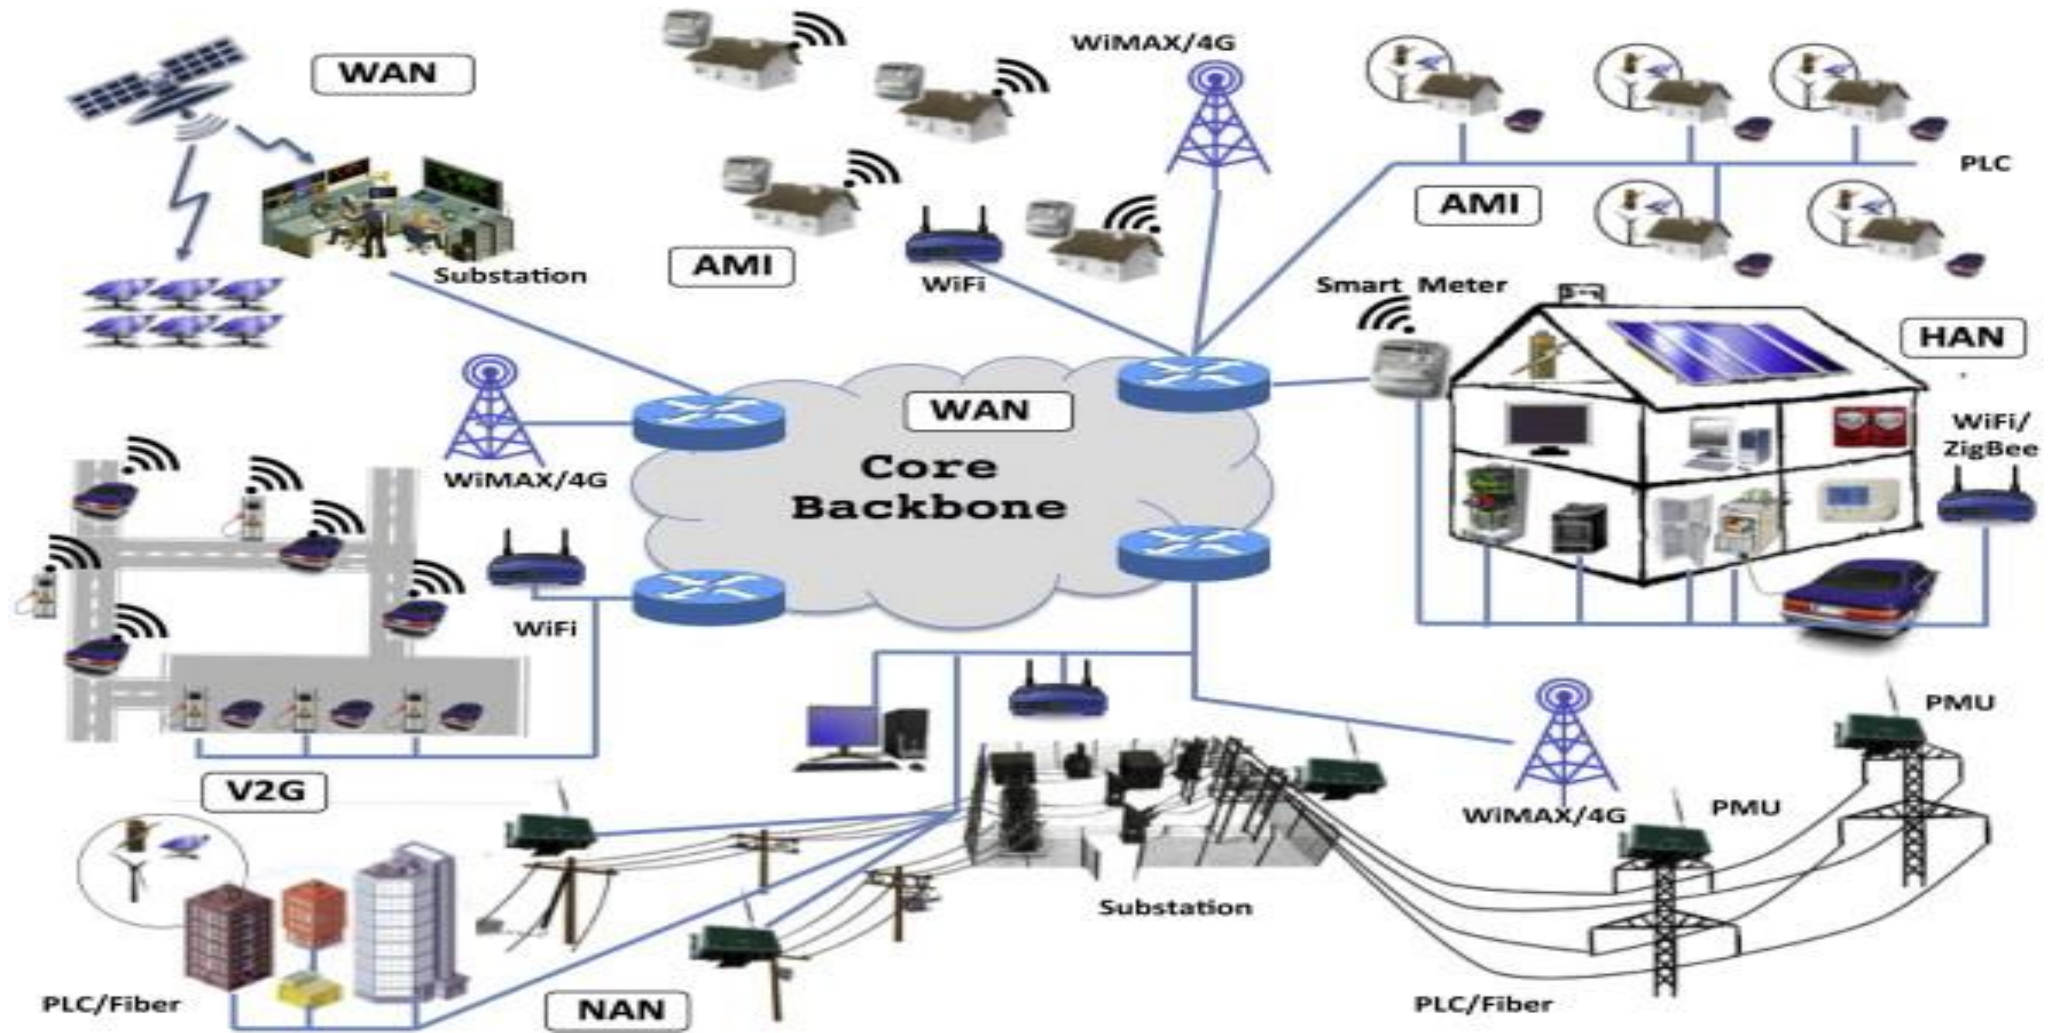 WAN
WiMAX/4G
PLC
AMI
AMI
Substation
WiFi
Smart Meter
HAN
WAN
WiFi/
ZigBee
Core
Backbone
WiMAX/4G
WiFi
PMU
V2G
PMU
WiMAX/4G
Substation
PLC/Fiber
NAN
PLC/Fiber